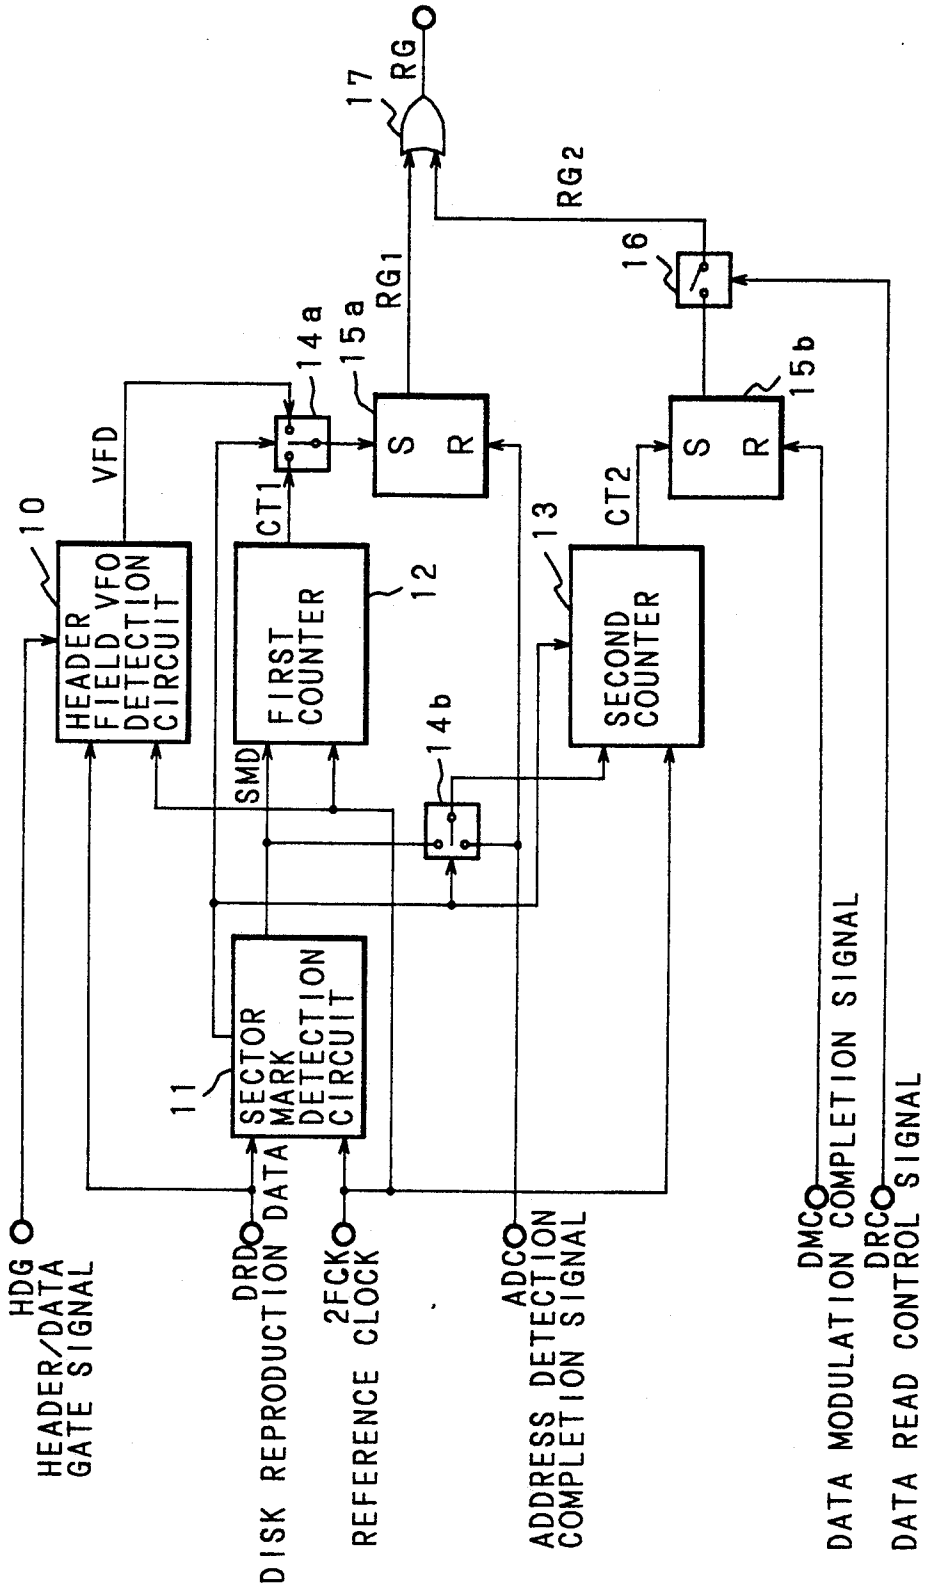 HDG
HEADER/DATA
GATE SIGNAL
DRD
DISK REPRODUCTION DATA
2FCK
REFERENCE CLOCK
ADC
ADDRESS DETECTION
COMPLETION SIGNAL
DMC
DATA MODULATION COMPLETION SIGNAL
DRC
DATA READ CONTROL SIGNAL
11
SECTOR
MARK
DETECTION
CIRCUIT
10
HEADER
FIELD VFO
DETECTION
CIRCUIT
SMD
FIRST
COUNTER
12
14b
13
SECOND
COUNTER
VFD
CT1
14a
15a
S
R
CT2
S
R
15b
RG1
16
RG2
17
RG